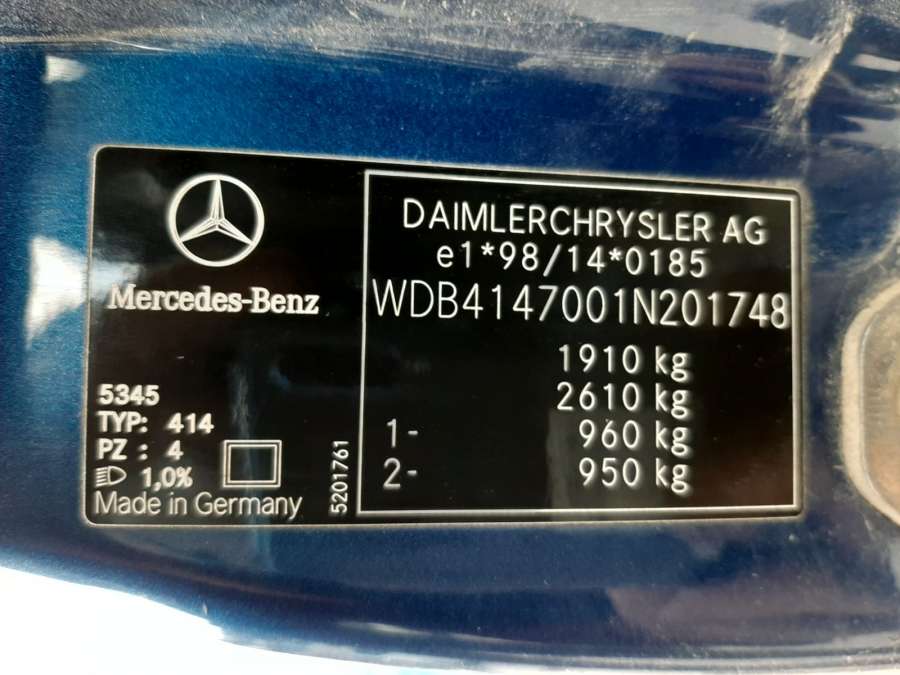 Mercedes-Benz
5345
TYP: 414
PZ : 4
1,0%
Made in Germany
5201761
DAIMLERCHRYSLER AG
e1*98/14*0185
WDB4147001N201748
1910 kg
2610 kg
1- 960 kg
2- 950 kg